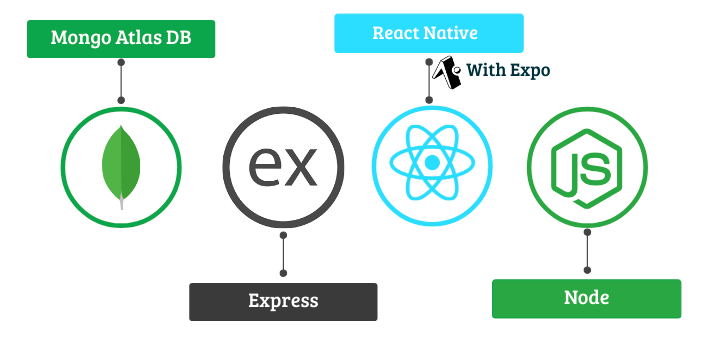 Mongo Atlas DB
React Native
With Expo
ex
JS
Express
Node